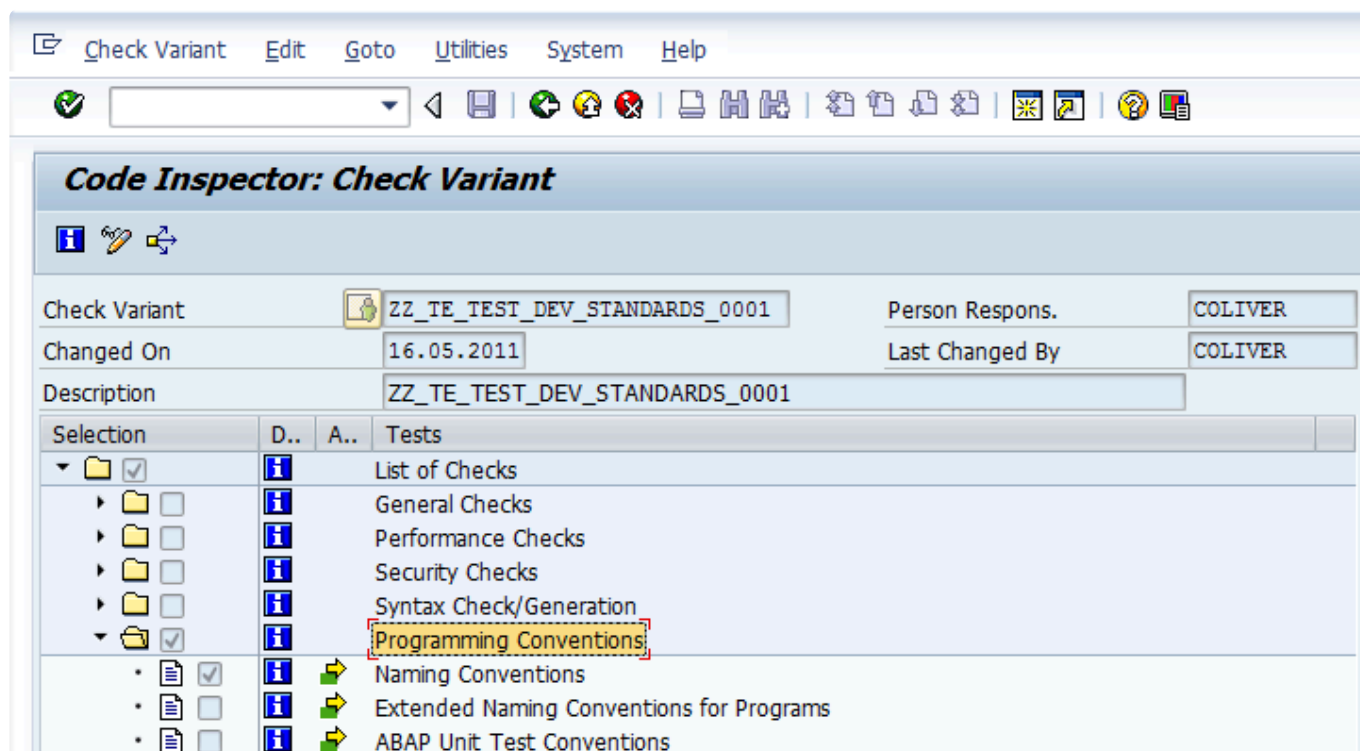 Check Variant Edit Goto Utilities System Help
Code Inspector: Check Variant
Check Variant ZZ_TE_TEST_DEV_STANDARDS_0001 Person Respons. COLIVER
Changed On 16.05.2011 Last Changed By COLIVER
Description ZZ_TE_TEST_DEV_STANDARDS_0001
Selection D.. A.. Tests
List of Checks
General Checks
Performance Checks
Security Checks
Syntax Check/Generation
Programming Conventions
Naming Conventions
Extended Naming Conventions for Programs
ABAP Unit Test Conventions